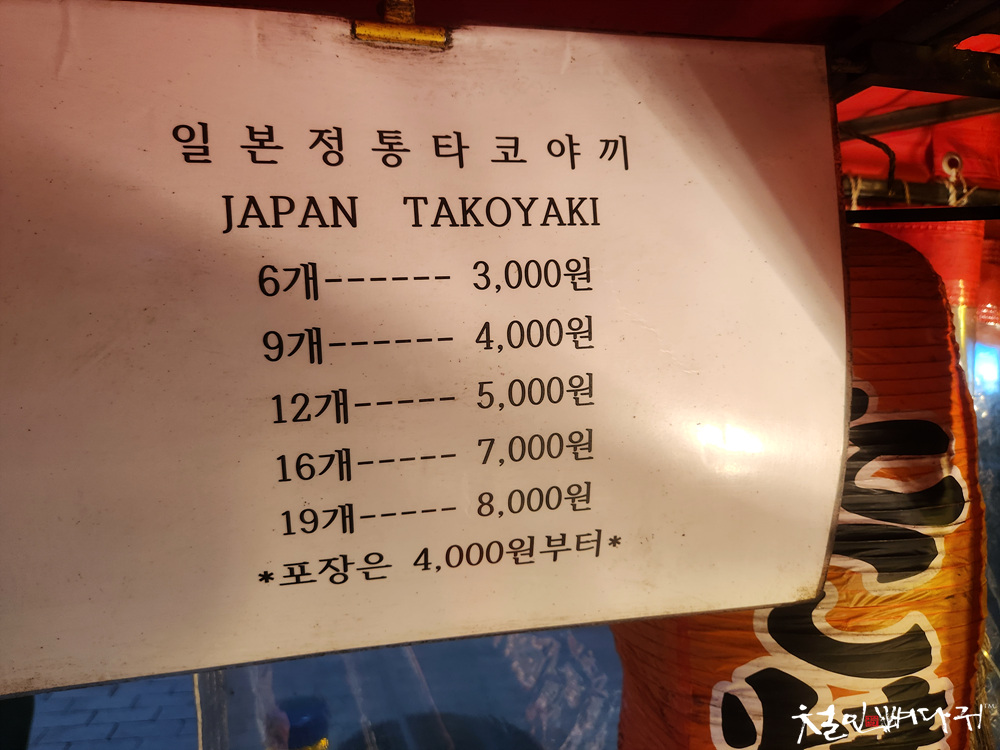 일본정통타코야끼
JAPAN TAKOYAKI
6개------ 3,000원
9개------ 4,000원
12개----- 5,000원
16개----- 7,000원
19개----- 8,000원
*포장은 4,000원부터*